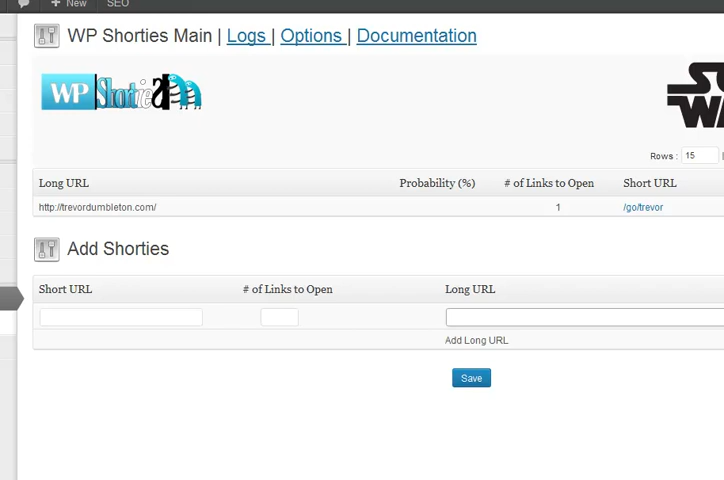 New SEO
WP Shorties Main | Logs | Options | Documentation
WP Shorties
Rows : 15
Long URL Probability (%) # of Links to Open Short URL
http://trevordumbleton.com/ 1 /go/trevor
Add Shorties
Short URL # of Links to Open Long URL
Add Long URL
Save